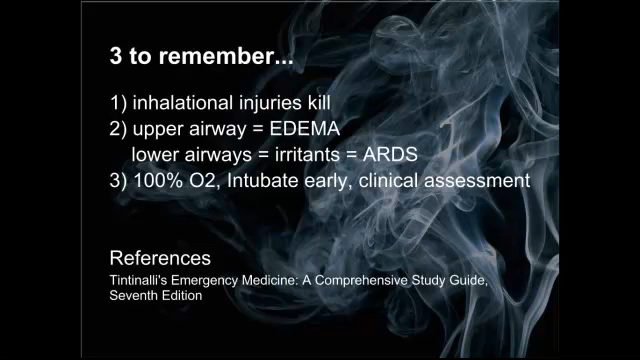 3 to remember...
1) inhalational injuries kill
2) upper airway = EDEMA
lower airways = irritants = ARDS
3) 100% O2, Intubate early, clinical assessment
References
Tintinalli's Emergency Medicine: A Comprehensive Study Guide,
Seventh Edition